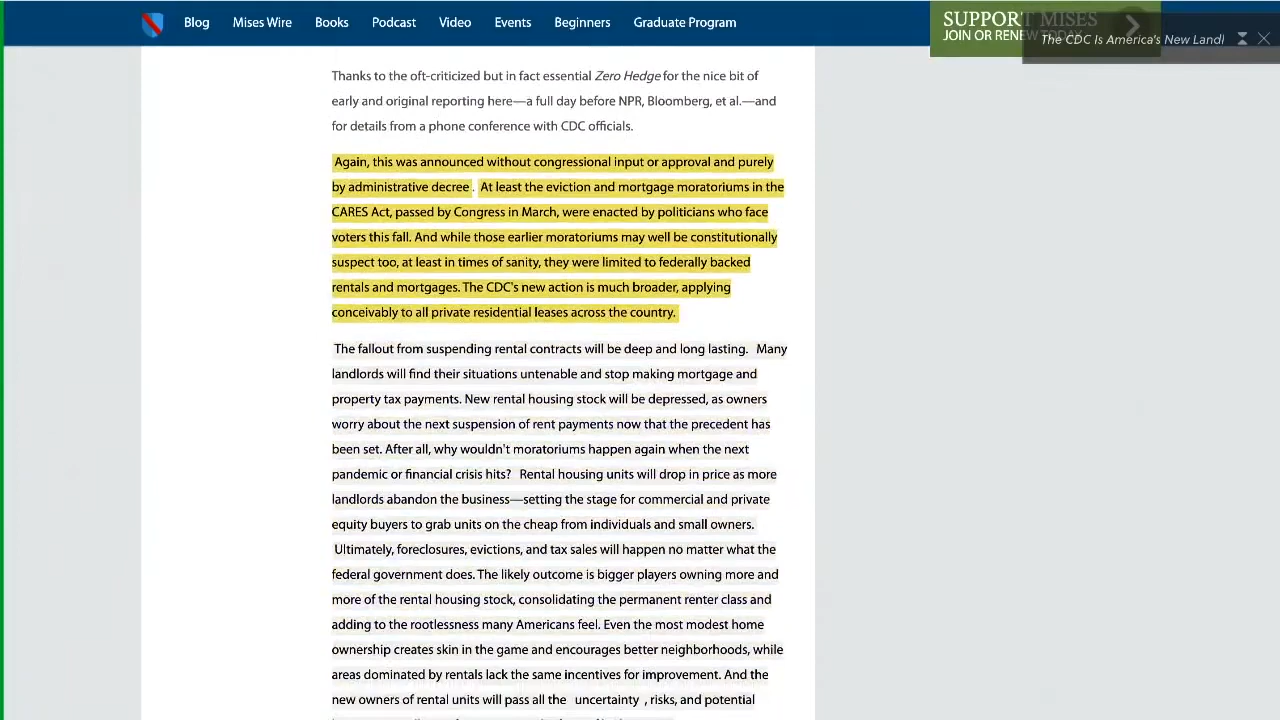 Blog Mises Wire Books Podcast Video Events Beginners Graduate Program
SUPPORT MISES
JOIN OR RENEW TODAY
The CDC Is America's New Landl
Thanks to the oft-criticized but in fact essential Zero Hedge for the nice bit of
early and original reporting here—a full day before NPR, Bloomberg, et al.—and
for details from a phone conference with CDC officials.
Again, this was announced without congressional input or approval and purely
by administrative decree. At least the eviction and mortgage moratoriums in the
CARES Act, passed by Congress in March, were enacted by politicians who face
voters this fall. And while those earlier moratoriums may well be constitutionally
suspect too, at least in times of sanity, they were limited to federally backed
rentals and mortgages. The CDC's new action is much broader, applying
conceivably to all private residential leases across the country.
The fallout from suspending rental contracts will be deep and long lasting. Many
landlords will find their situations untenable and stop making mortgage and
property tax payments. New rental housing stock will be depressed, as owners
worry about the next suspension of rent payments now that the precedent has
been set. After all, why wouldn't moratoriums happen again when the next
pandemic or financial crisis hits? Rental housing units will drop in price as more
landlords abandon the business—setting the stage for commercial and private
equity buyers to grab units on the cheap from individuals and small owners.
Ultimately, foreclosures, evictions, and tax sales will happen no matter what the
federal government does. The likely outcome is bigger players owning more and
more of the rental housing stock, consolidating the permanent renter class and
adding to the rootlessness many Americans feel. Even the most modest home
ownership creates skin in the game and encourages better neighborhoods, while
areas dominated by rentals lack the same incentives for improvement. And the
new owners of rental units will pass all the uncertainty , risks, and potential